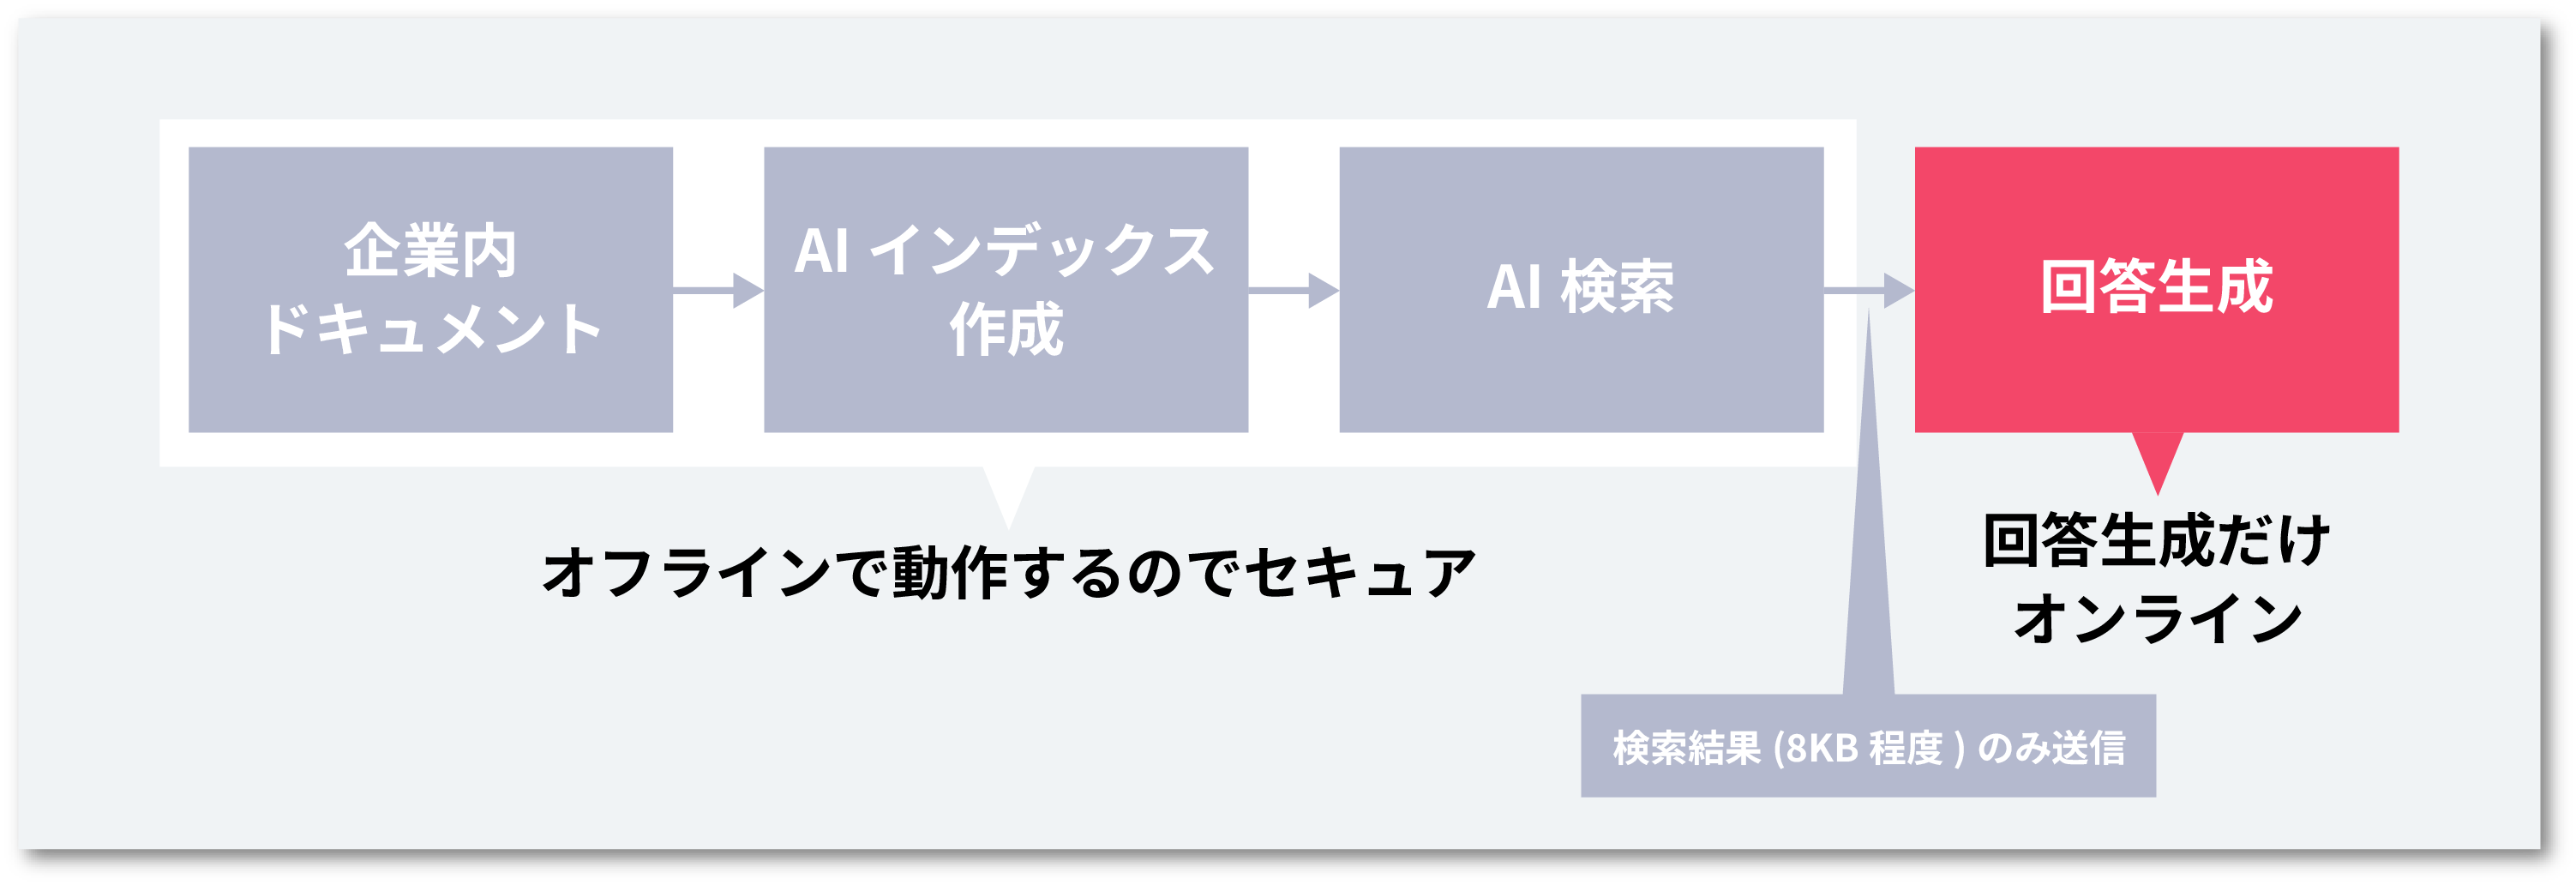 企業内
ドキュメント
AI インデックス
作成
AI 検索
回答生成
オフラインで動作するのでセキュア
回答生成だけ
オンライン
検索結果 (8KB 程度 ) のみ送信